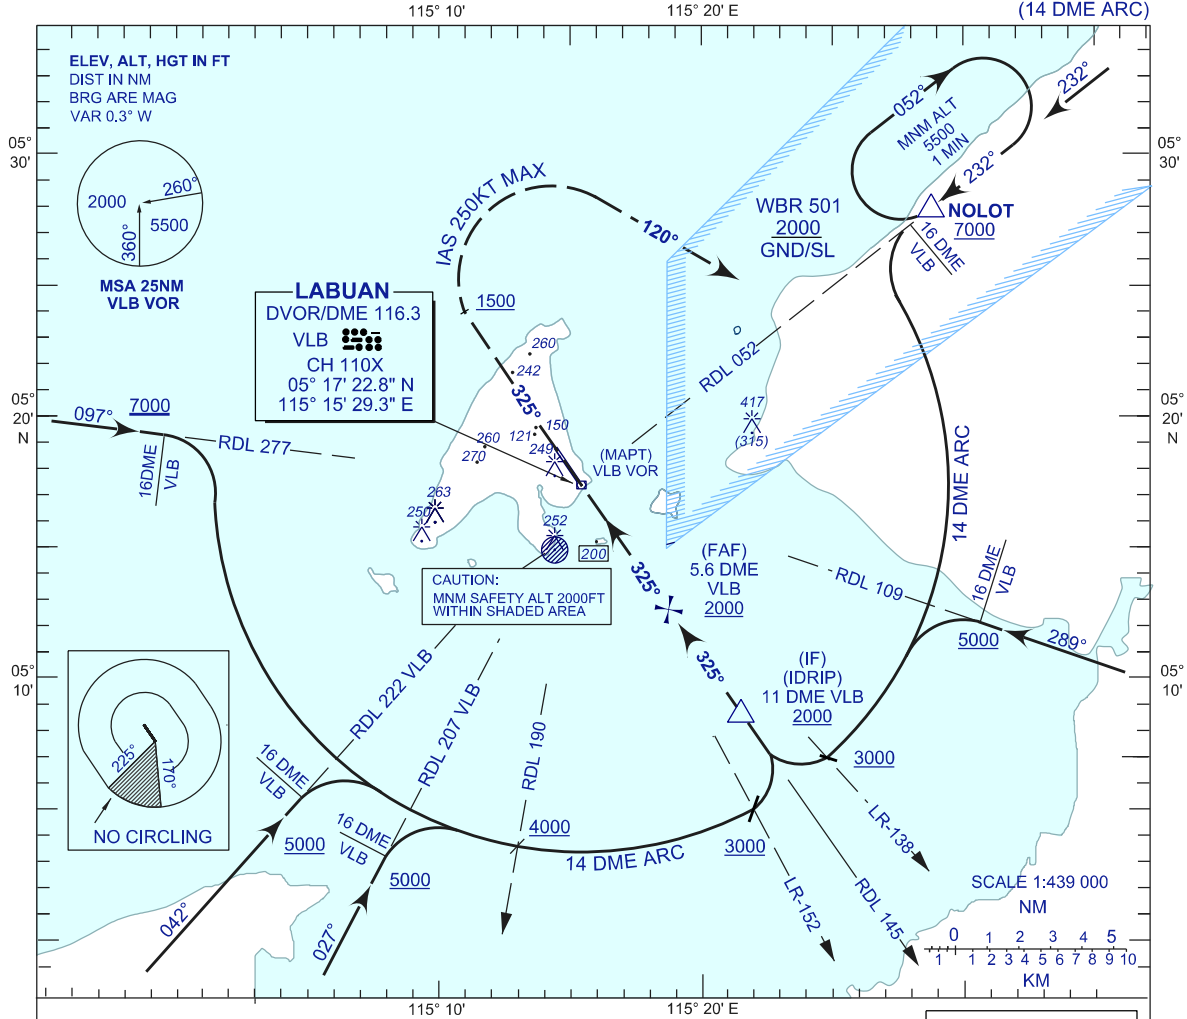 115° 10'
115° 20' E
(14 DME ARC)
ELEV, ALT, HGT IN FT
DIST IN NM
BRG ARE MAG
VAR 0.3° W
05°
30'
05°
30'
2000
260°
5500
360°
MSA 25NM
VLB VOR
IAS 250KT MAX
120°
052°
MNM ALT
5500
1 MIN
232°
232°
WBR 501
2000
GND/SL
NOLOT
7000
16 DME
VLB
LABUAN
DVOR/DME 116.3
VLB
CH 110X
05° 17' 22.8" N
115° 15' 29.3" E
1500
260
242
325°
RDL 052
417
(315)
05°
20'
N
05°
20'
N
097°
7000
RDL 277
16DME
VLB
150
121
260
270
249
(MAPT)
VLB VOR
263
250
252
200
14 DME ARC
CAUTION:
MNM SAFETY ALT 2000FT
WITHIN SHADED AREA
325°
(FAF)
5.6 DME
VLB
2000
RDL 109
16 DME
VLB
5000
289°
05°
10'
05°
10'
325°
(IF)
(IDRIP)
11 DME VLB
2000
225°
170°
NO CIRCLING
RDL 222 VLB
RDL 207 VLB
RDL 190
16 DME
VLB
3000
5000
16 DME
VLB
4000
3000
5000
14 DME ARC
LR-138
LR-152
RDL 145
042°
027°
SCALE 1:439 000
NM
0 1 2 3 4 5
1 1 2 3 4 5 6 7 8 9 10
KM
115° 10'
115° 20' E